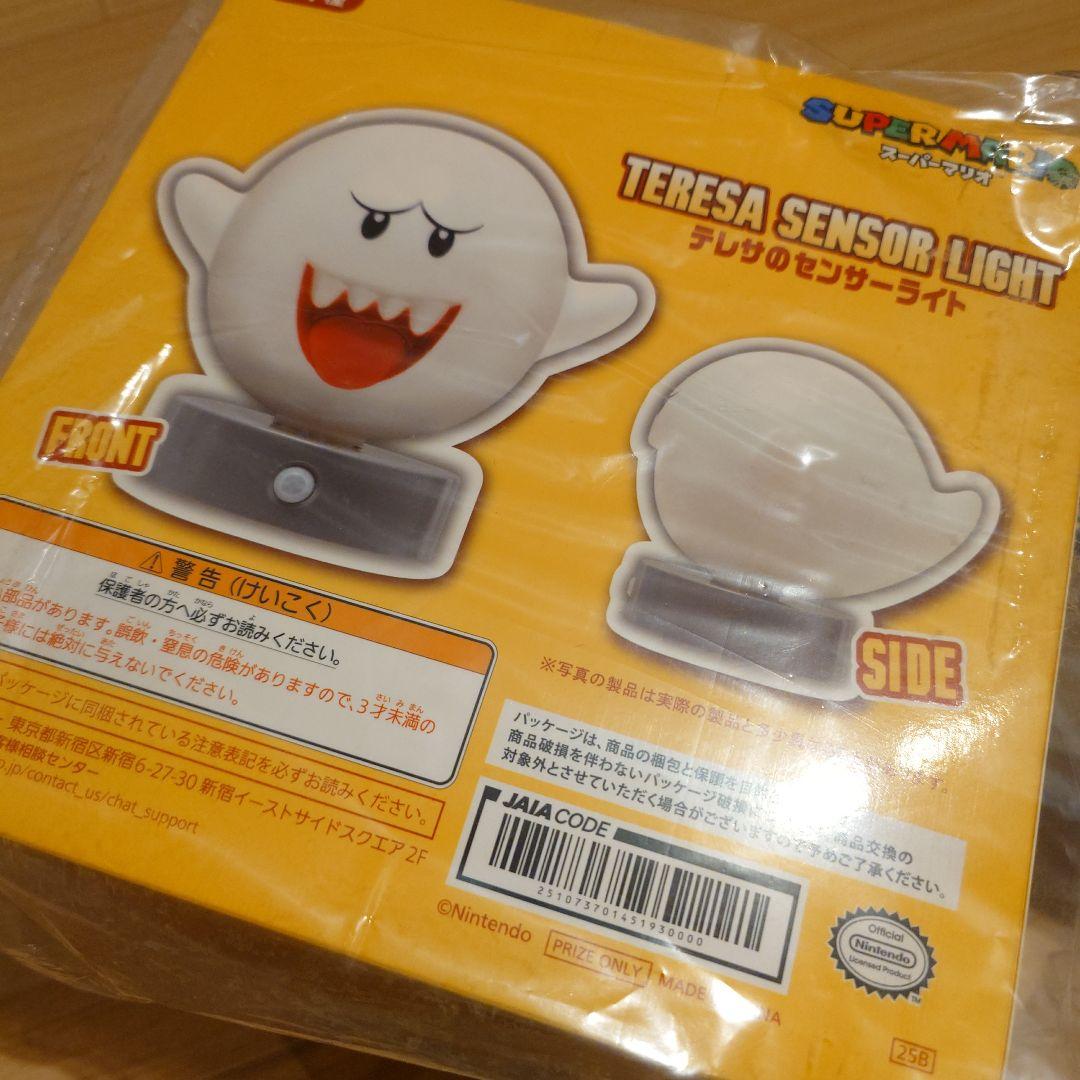 SUPER MARIO
スーパーマリオ
TERESA SENSOR LIGHT
テレサのセンサーライト
FRONT
SIDE
警告（けいこく）
保護者の方へ必ずお読みください。
部品があります。誤飲・窒息の危険がありますので、3才未満の
様には絶対に与えないでください。
パッケージに同梱されている注意表記を必ずお読みください。
東京都新宿区新宿6-27-30 新宿イーストサイドスクエア 2F
客様相談センター
.jp/contact_us/chat_support
※写真の製品は実際の製品と多少
パッケージは、商品の梱包と保護を目
商品破損を伴わないパッケージ破損 商品交換の
対象外とさせていただく場合がございますので予めご了承ください。
JAIA CODE
2510737014519300000
©Nintendo
PRIZE ONLY
MADE
Official
Nintendo
Licensed Product
TM
25B